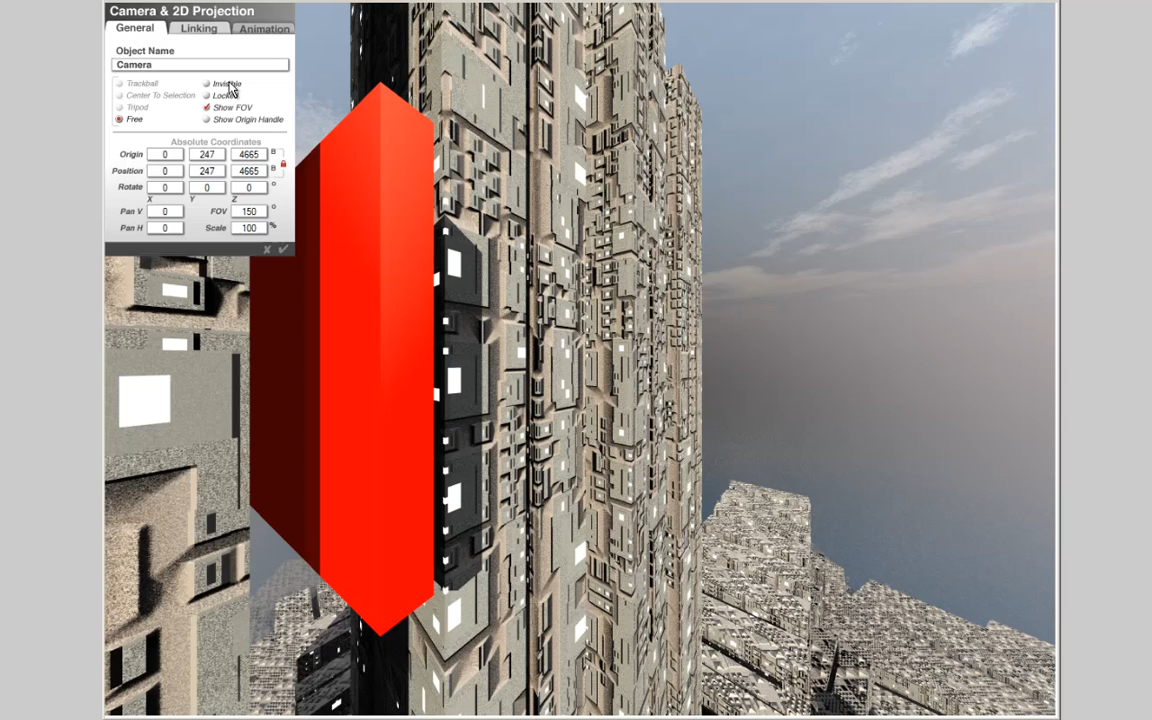 Camera & 2D Projection
General Linking Animation
Object Name
Camera
Trackball Invisible
Center To Selection Locked
Tripod Show FOV
Free Show Origin Handle
Absolute Coordinates
Origin 0 247 4665 B
Position 0 247 4665 B
Rotate 0 0 0 °
X Y Z
Pan V 0 FOV 150 °
Pan H 0 Scale 100 %